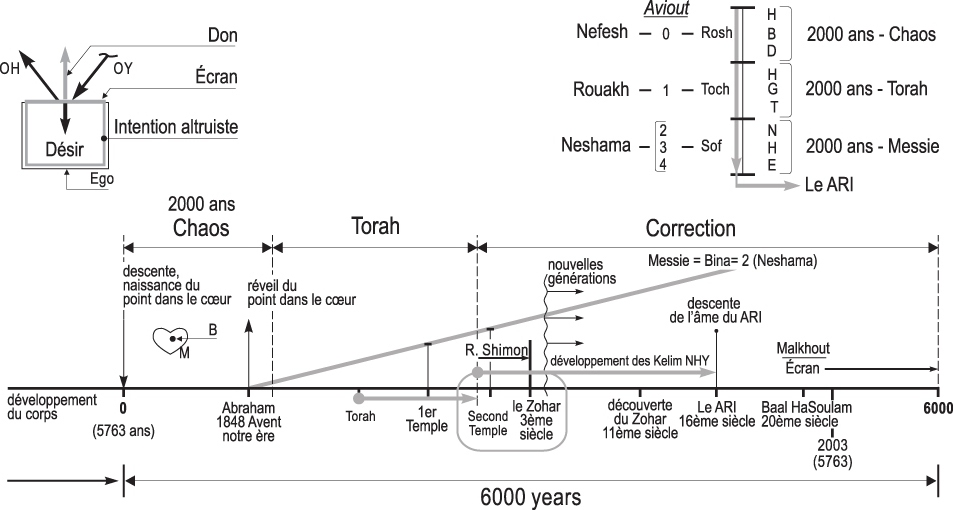 Don
OH
OY
Écran
Intention altruiste
Désir
Ego
Aviout
Nefesh – 0 – Rosh
H
B
D
2000 ans - Chaos
Rouakh – 1 – Toch
H
G
T
2000 ans - Torah
Neshama –
2
3
4
– Sof
N
H
E
2000 ans - Messie
Le ARI
2000 ans
Chaos
Torah
Correction
descente,
naissance du
point dans le cœur
réveil du
point dans le cœur
nouvelles
générations
Messie = Bina= 2 (Neshama)
descente
de l'âme du ARI
B
M
R. Shimon
développement des Kelim NHY
Malkhout
Écran
développement
du corps
0
(5763 ans)
Abraham
1848 Avent
notre ère
Torah
1er
Temple
Second
Temple
le Zohar
3ème
siècle
découverte
du Zohar
11ème siècle
Le ARI
16ème siècle
Baal HaSoulam
20ème siècle
2003
(5763)
6000
6000 years